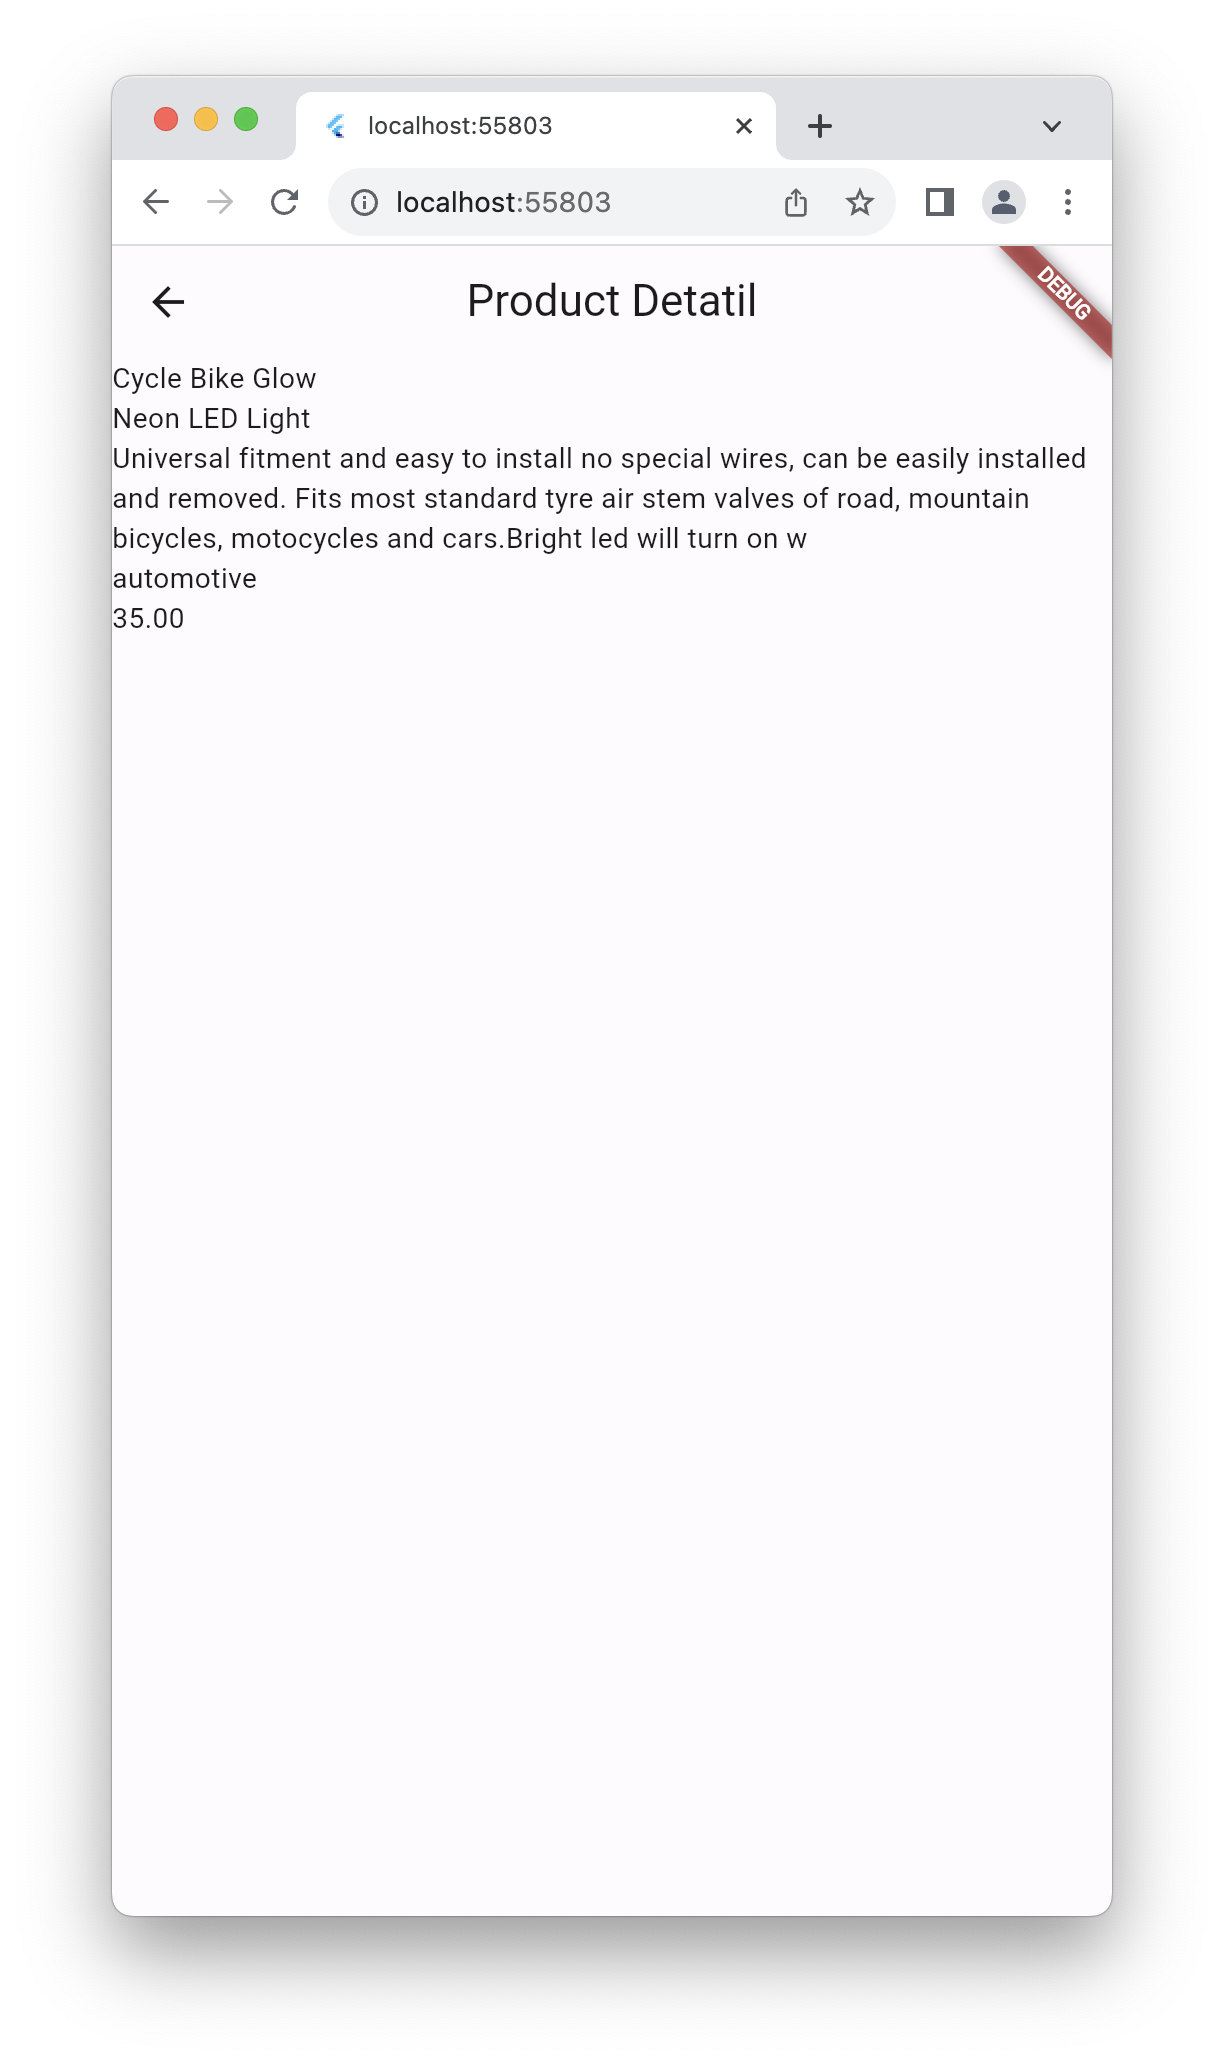 localhost:55803
localhost:55803
Product Detatil
DEBUG
Cycle Bike Glow
Neon LED Light
Universal fitment and easy to install no special wires, can be easily installed
and removed. Fits most standard tyre air stem valves of road, mountain
bicycles, motocycles and cars.Bright led will turn on w
automotive
35.00